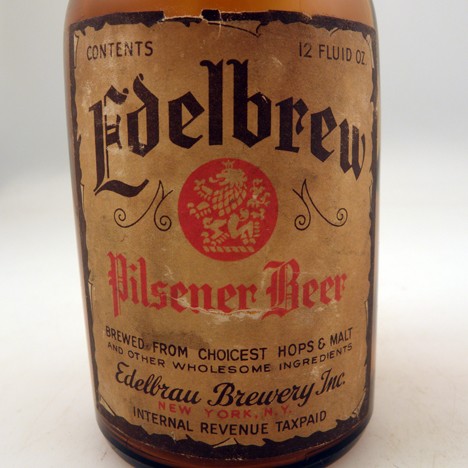 CONTENTS 12 FLUID OZ
Edelbrew
Pilsener Beer
BREWED FROM CHOICEST HOPS & MALT
AND OTHER WHOLESOME INGREDIENTS
Edelbrau Brewery Inc.
NEW YORK, N.Y.
INTERNAL REVENUE TAXPAID